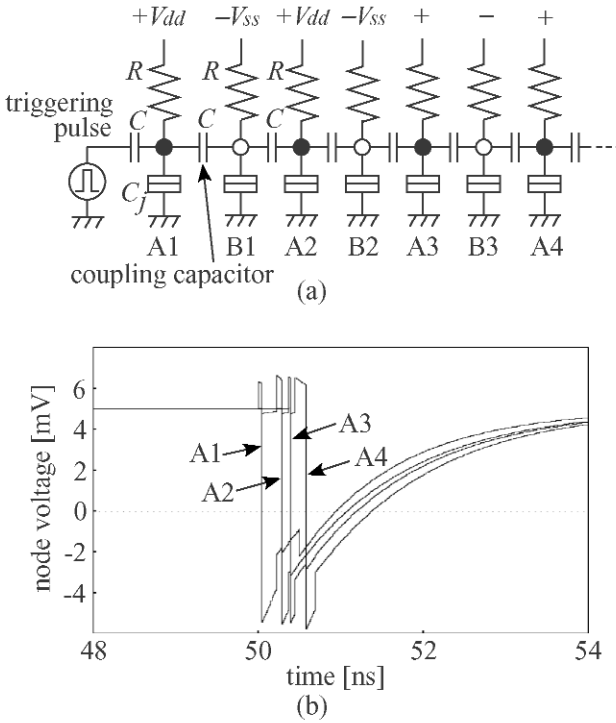 +Vdd −Vss +Vdd −Vss + − +
R R R
triggering pulse
C C C
Cj
A1 B1 A2 B2 A3 B3 A4
coupling capacitor
(a)
node voltage [mV]
6
4
2
0
-2
-4
A1
A2
A3
A4
48 50 52 54
time [ns]
(b)